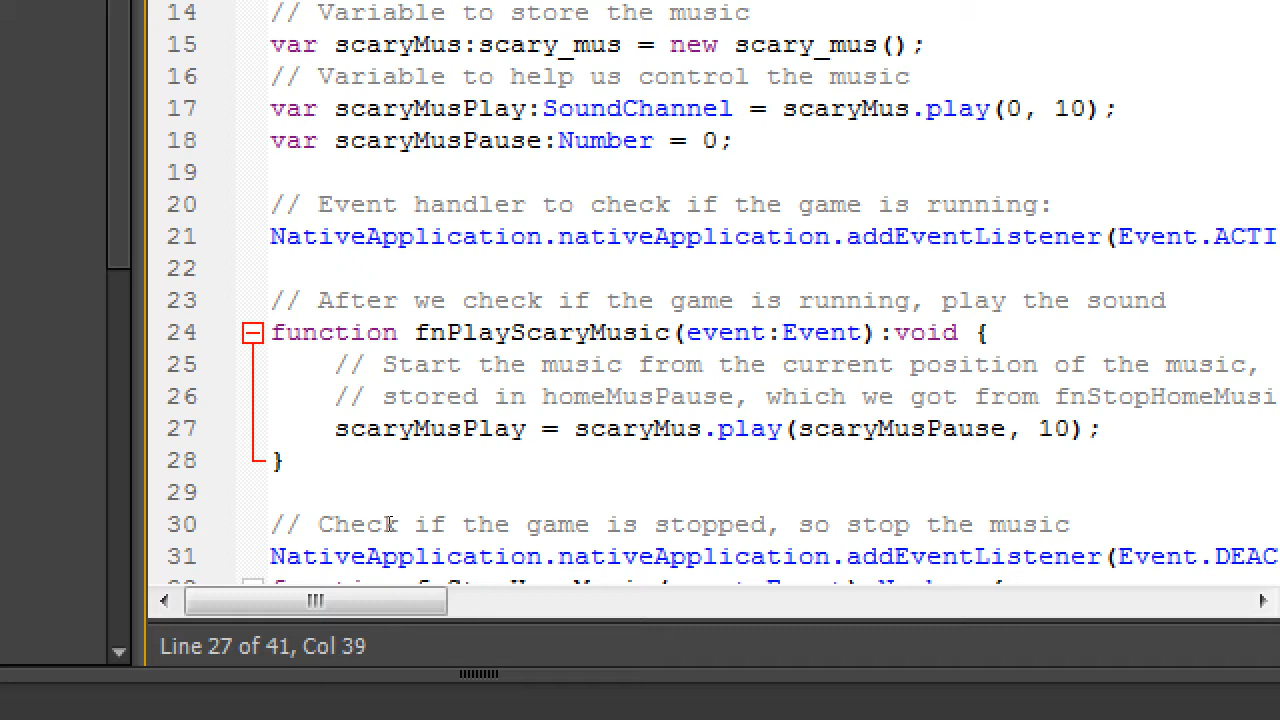 14 // Variable to store the music
15 var scaryMus:scary_mus = new scary_mus();
16 // Variable to help us control the music
17 var scaryMusPlay:SoundChannel = scaryMus.play(0, 10);
18 var scaryMusPause:Number = 0;
19
20 // Event handler to check if the game is running:
21 NativeApplication.nativeApplication.addEventListener(Event.ACTI
22
23 // After we check if the game is running, play the sound
24 function fnPlayScaryMusic(event:Event):void {
25 // Start the music from the current position of the music,
26 // stored in homeMusPause, which we got from fnStopHomeMusi
27 scaryMusPlay = scaryMus.play(scaryMusPause, 10);
28 }
29
30 // Check if the game is stopped, so stop the music
31 NativeApplication.nativeApplication.addEventListener(Event.DEAC
Line 27 of 41, Col 39